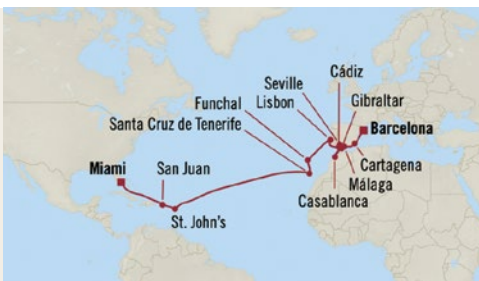 Cádiz
Seville
Lisbon
Gibraltar
Funchal
Santa Cruz de Tenerife
Barcelona
Miami
San Juan
Cartagena
Málaga
Casablanca
St. John's